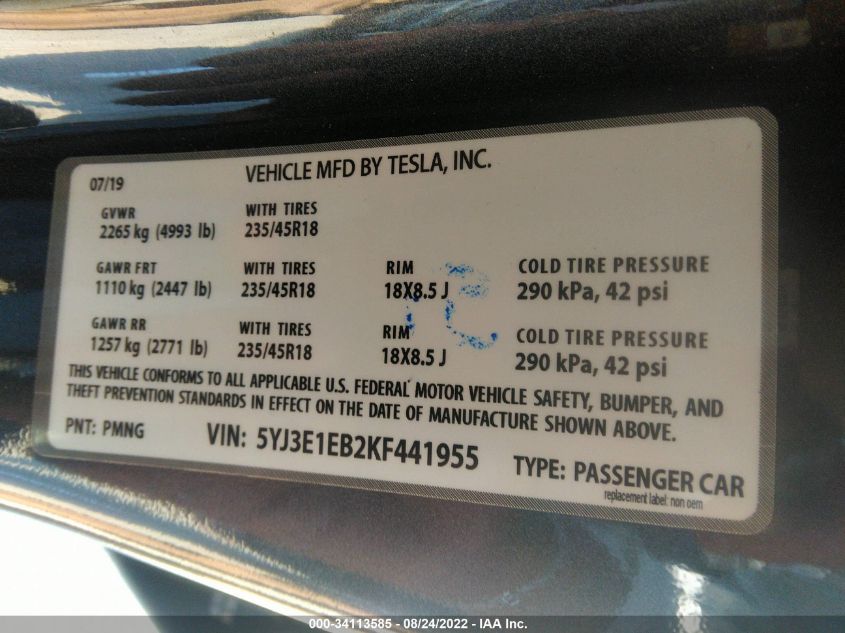 07/19
VEHICLE MFD BY TESLA, INC.
GVWR WITH TIRES
2265 kg (4993 lb) 235/45R18
GAWR FRT WITH TIRES RIM COLD TIRE PRESSURE
1110 kg (2447 lb) 235/45R18 18X8.5 J 290 kPa, 42 psi
GAWR RR WITH TIRES RIM COLD TIRE PRESSURE
1257 kg (2771 lb) 235/45R18 18X8.5 J 290 kPa, 42 psi
THIS VEHICLE CONFORMS TO ALL APPLICABLE U.S. FEDERAL MOTOR VEHICLE SAFETY, BUMPER, AND
THEFT PREVENTION STANDARDS IN EFFECT ON THE DATE OF MANUFACTURE SHOWN ABOVE.
PNT: PMNG VIN: 5YJ3E1EB2KF441955 TYPE: PASSENGER CAR
replacement label: non oem
000-34113585 - 08/24/2022 - IAA Inc.